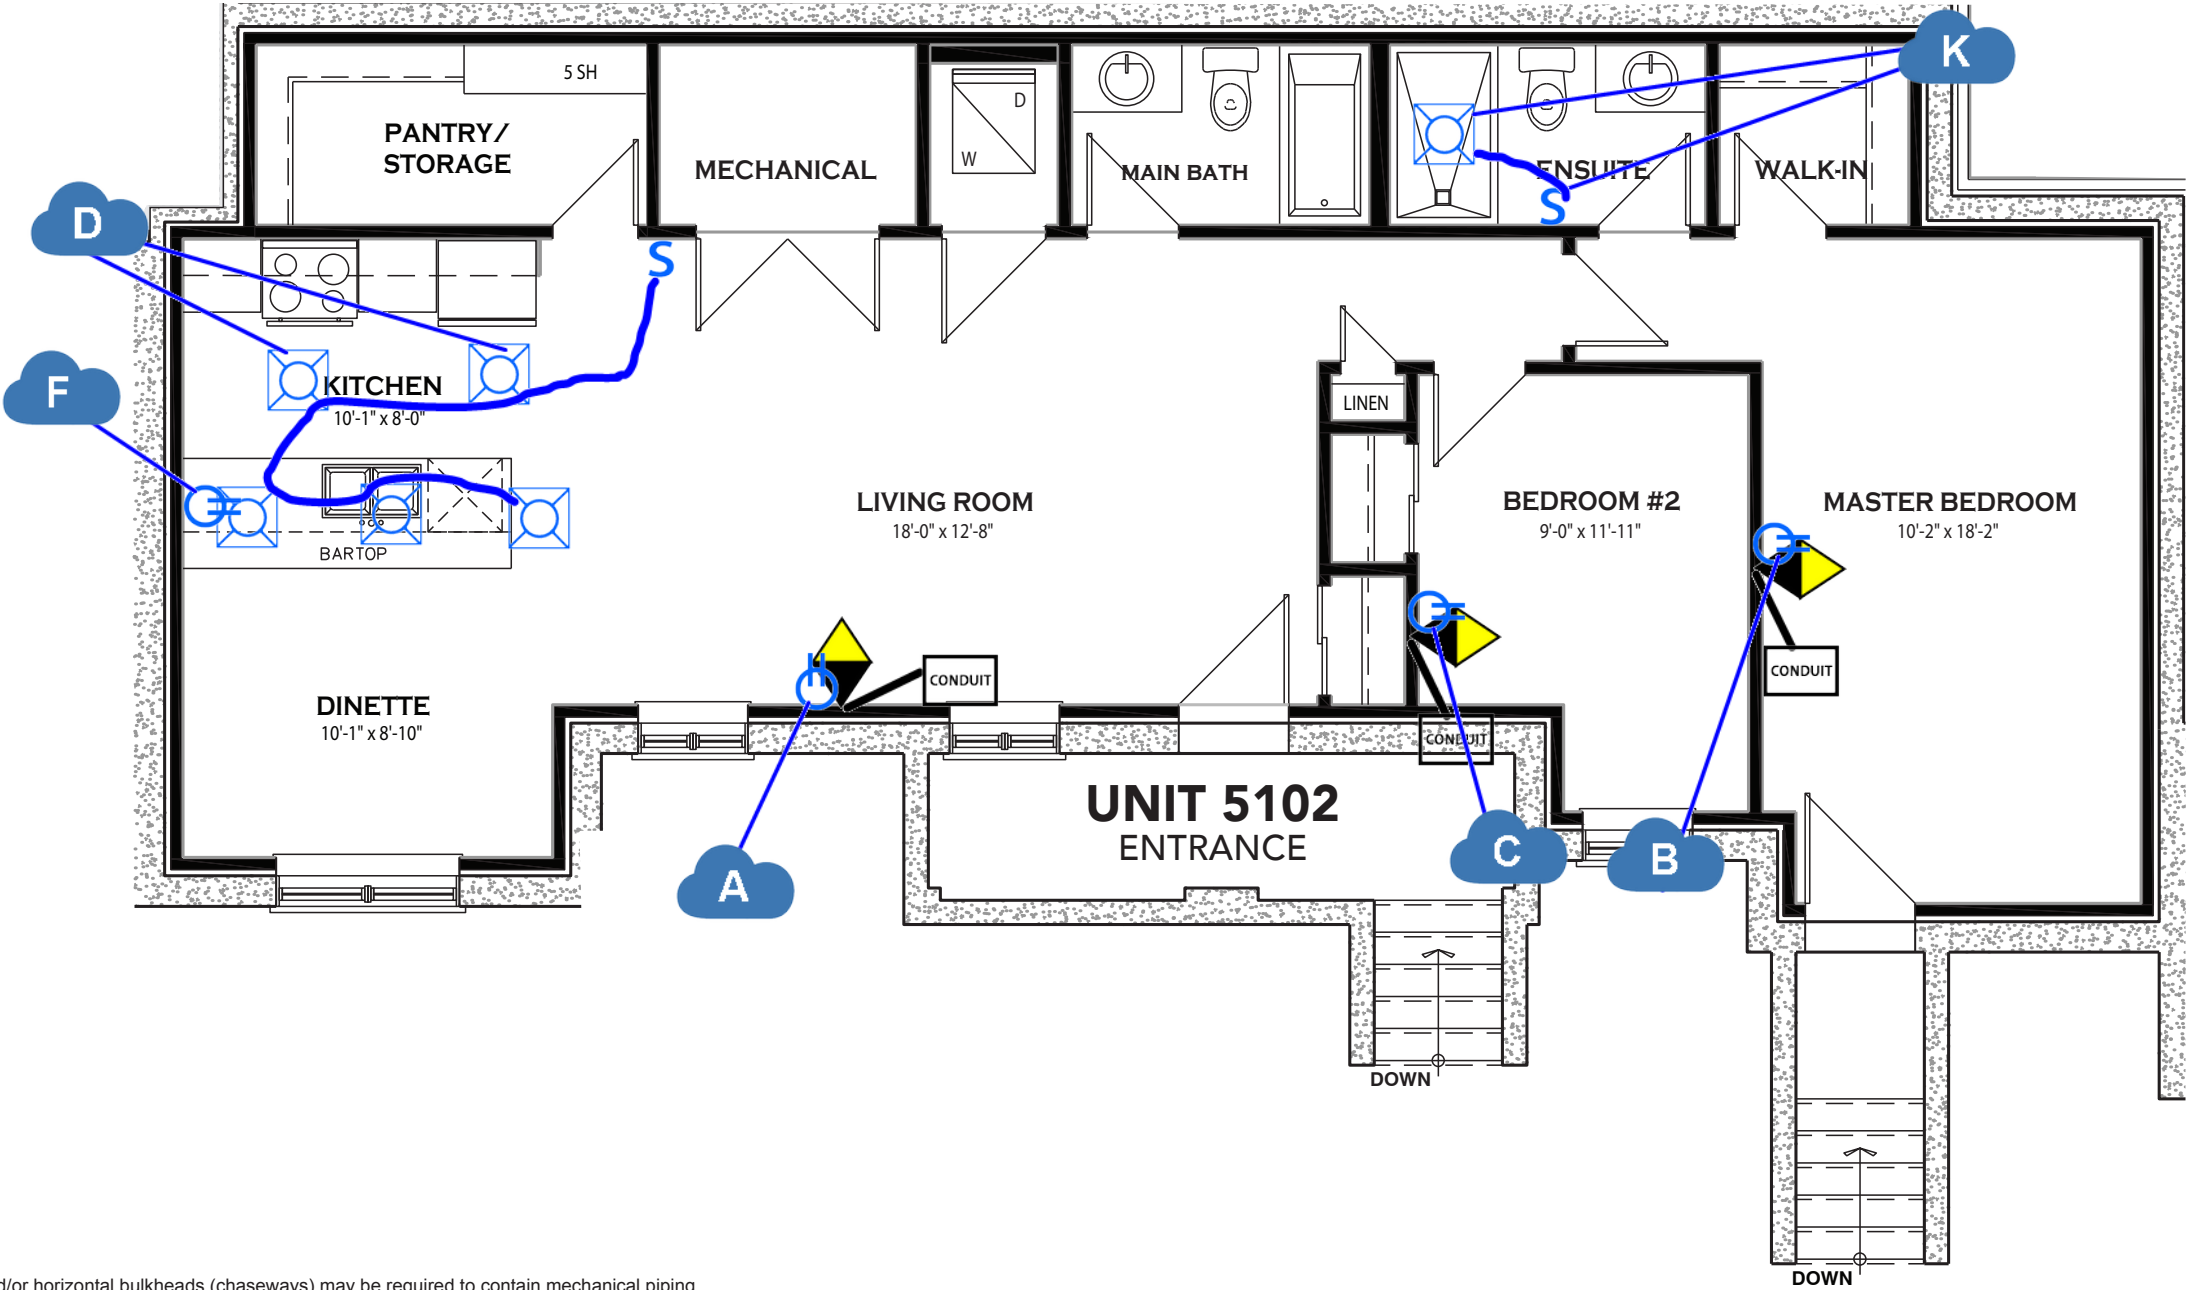 K
5 SH
D
W
PANTRY/
STORAGE
MECHANICAL
MAIN BATH
ENSUITE
WALK-IN
S
D
S
F
KITCHEN
10'-1" x 8'-0"
LINEN
BARTOP
LIVING ROOM
18'-0" x 12'-8"
BEDROOM #2
9'-0" x 11'-11"
MASTER BEDROOM
10'-2" x 18'-2"
CONDUIT
CONDUIT
CONDUIT
DINETTE
10'-1" x 8'-10"
UNIT 5102
ENTRANCE
A
C
B
DOWN
DOWN
d/or horizontal bulkheads (chaseways) may be required to contain mechanical piping